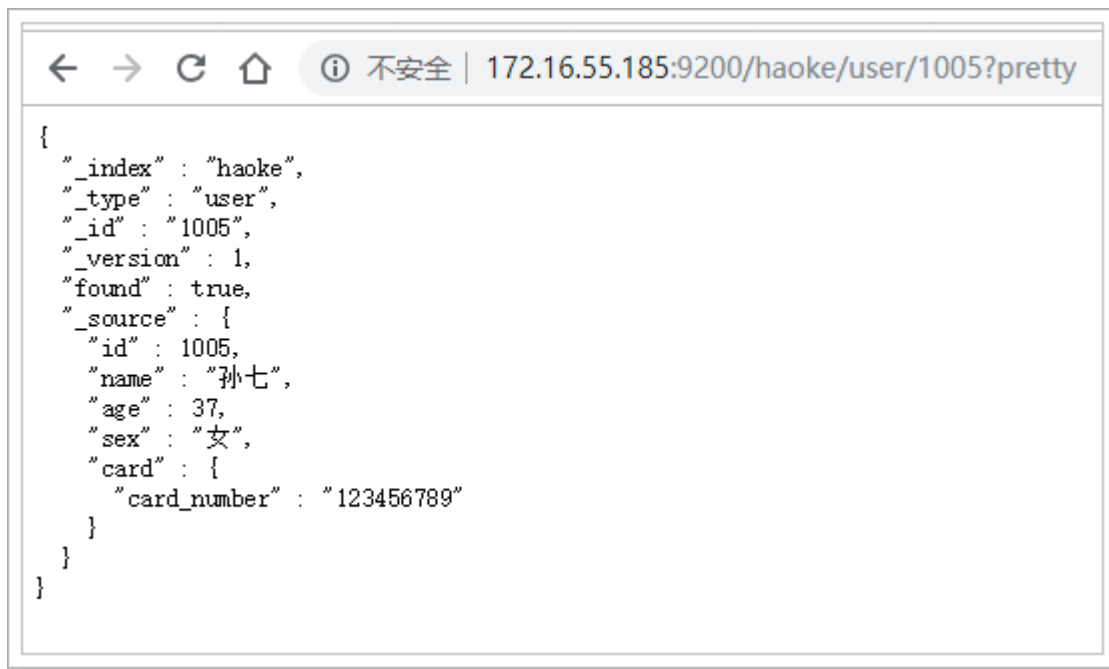 不安全 | 172.16.55.185:9200/haoke/user/1005?pretty
{
  "_index" : "haoke",
  "_type" : "user",
  "_id" : "1005",
  "_version" : 1,
  "found" : true,
  "_source" : {
    "id" : 1005,
    "name" : "孙七",
    "age" : 37,
    "sex" : "女",
    "card" : {
      "card_number" : "123456789"
    }
  }
}